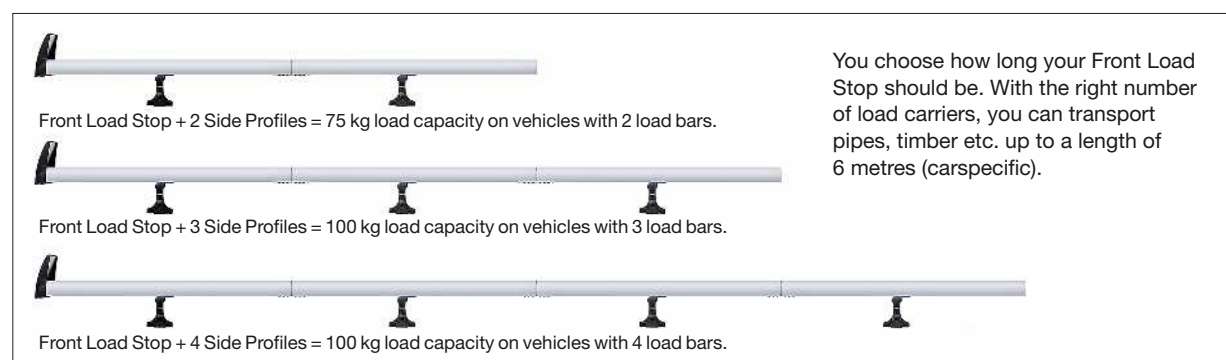 You choose how long your Front Load
Stop should be. With the right number
of load carriers, you can transport
pipes, timber etc. up to a length of
6 metres (carspecific).
Front Load Stop + 2 Side Profiles = 75 kg load capacity on vehicles with 2 load bars.
Front Load Stop + 3 Side Profiles = 100 kg load capacity on vehicles with 3 load bars.
Front Load Stop + 4 Side Profiles = 100 kg load capacity on vehicles with 4 load bars.